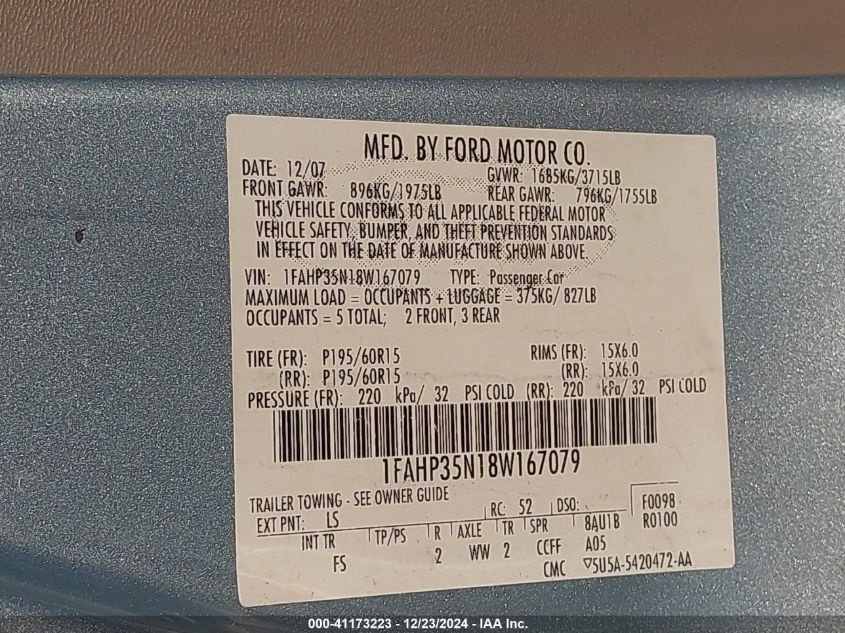 MFD. BY FORD MOTOR CO.
DATE: 12/07 GVWR: 1685KG/3715LB
FRONT GAWR: 896KG/1975LB REAR GAWR: 796KG/1755LB
THIS VEHICLE CONFORMS TO ALL APPLICABLE FEDERAL MOTOR
VEHICLE SAFETY, BUMPER, AND THEFT PREVENTION STANDARDS
IN EFFECT ON THE DATE OF MANUFACTURE SHOWN ABOVE.
VIN: 1FAHP35N18W167079 TYPE: Passenger Car
MAXIMUM LOAD = OCCUPANTS + LUGGAGE = 375KG/ 827LB
OCCUPANTS = 5 TOTAL; 2 FRONT, 3 REAR
TIRE (FR): P195/60R15 RIMS (FR): 15X6.0
(RR): P195/60R15 (RR): 15X6.0
PRESSURE (FR): 220 kPa/ 32 PSI COLD (RR): 220 kPa/ 32 PSI COLD
1FAHP35N18W167079
TRAILER TOWING - SEE OWNER GUIDE
EXT PNT: LS RC: 52 DSO: F0098
INT TR TP/PS R AXLE TR SPR 8AU1B R0100
FS 2 WW 2 CCFF A05
CMC ▽5U5A-5420472-AA
000-41173223 - 12/23/2024 - IAA Inc.